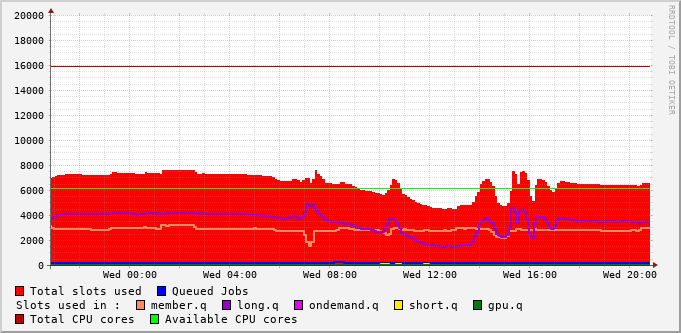 20000
18000
16000
14000
12000
10000
8000
6000
4000
2000
0
Wed 00:00 Wed 04:00 Wed 08:00 Wed 12:00 Wed 16:00 Wed 20:00
Total slots used Queued Jobs
Slots used in : member.q long.q ondemand.q short.q gpu.q
Total CPU cores Available CPU cores
RRDTOOL / TOBI OETIKER